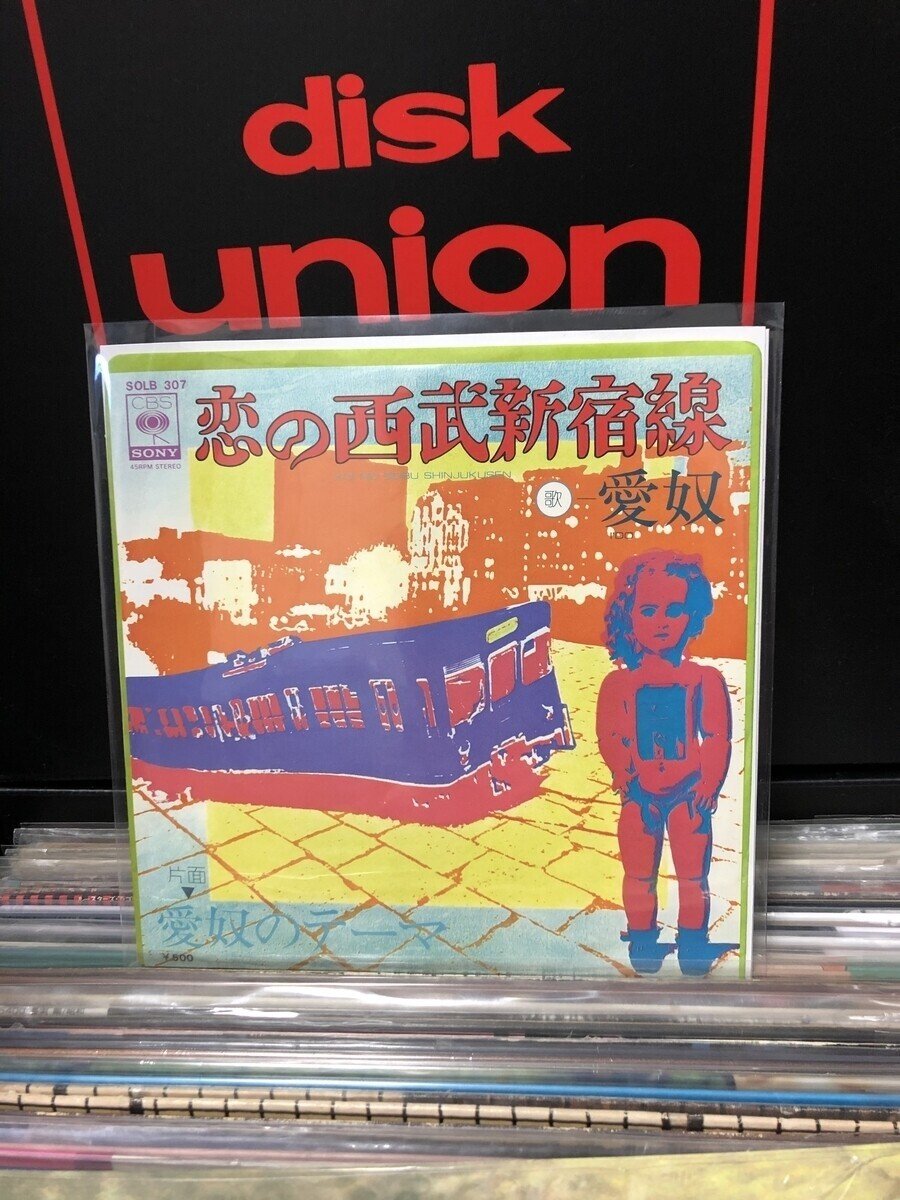 disk
union
SOLB 307
CBS
SONY
45RPM STEREO
恋の西武新宿線
SHINJUKUSEN
歌
愛奴
片面
▼
愛奴のテーマ
¥500